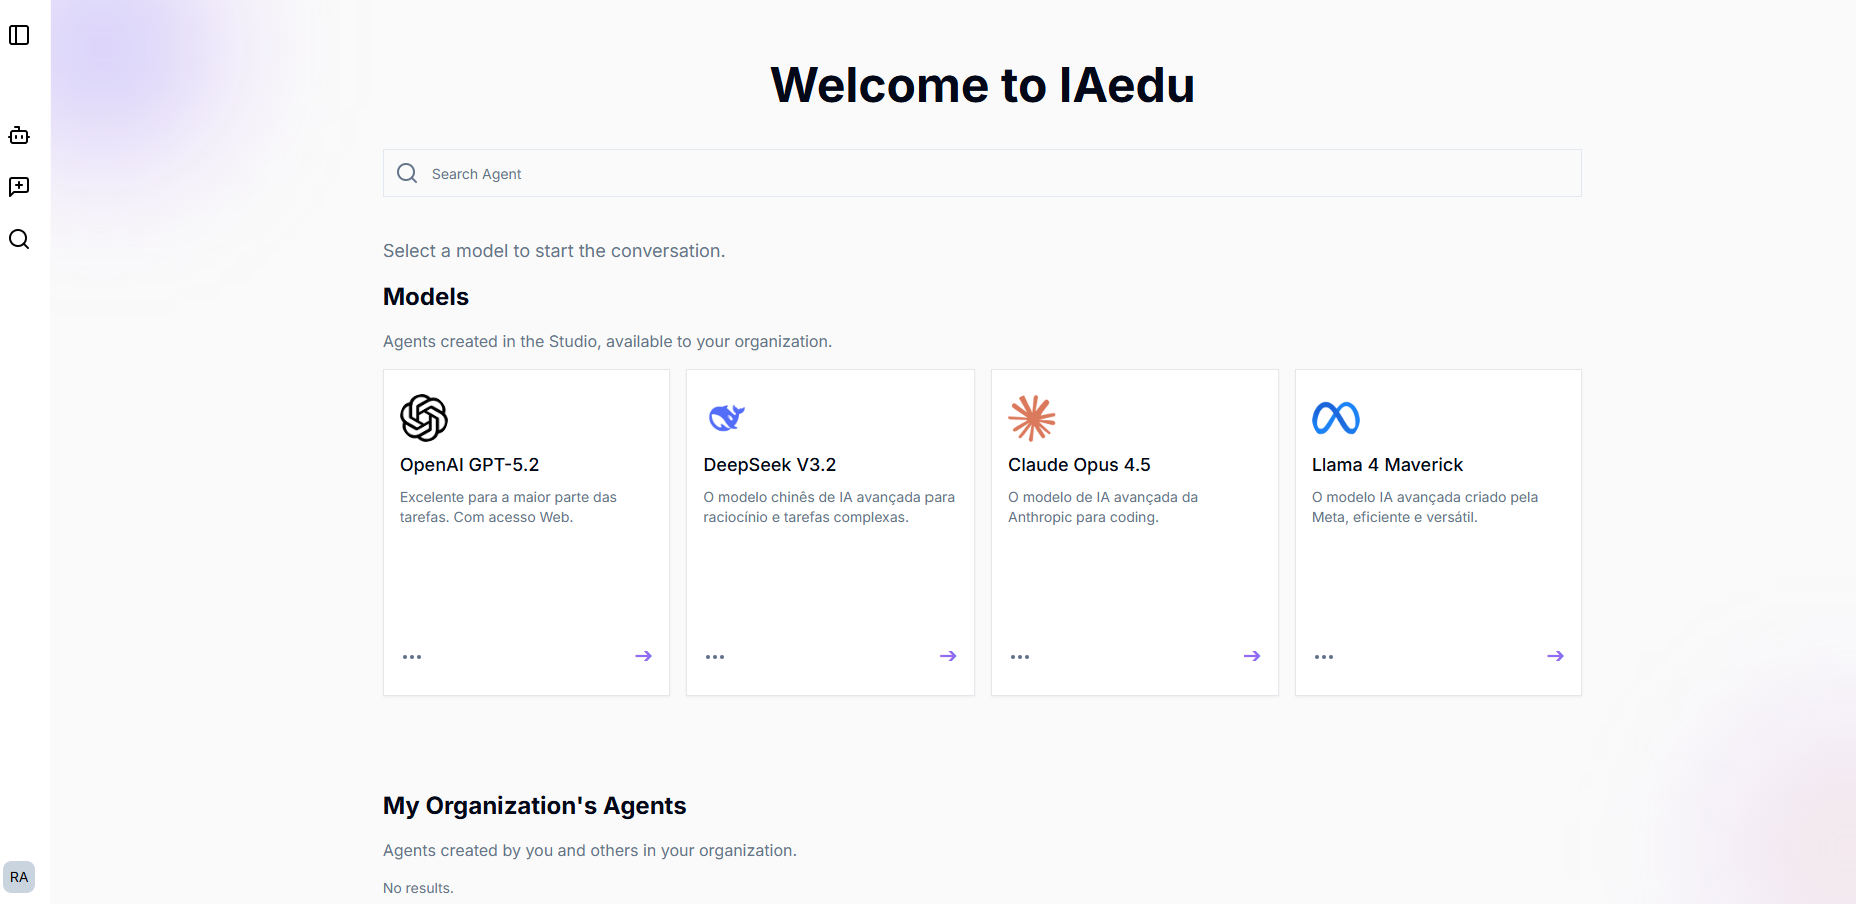 Welcome to IAedu
Search Agent
Select a model to start the conversation.
Models
Agents created in the Studio, available to your organization.
OpenAI GPT-5.2
Excelente para a maior parte das
tarefas. Com acesso Web.
DeepSeek V3.2
O modelo chinês de IA avançada para
raciocínio e tarefas complexas.
Claude Opus 4.5
O modelo de IA avançada da
Anthropic para coding.
Llama 4 Maverick
O modelo IA avançada criado pela
Meta, eficiente e versátil.
My Organization's Agents
Agents created by you and others in your organization.
No results.
RA